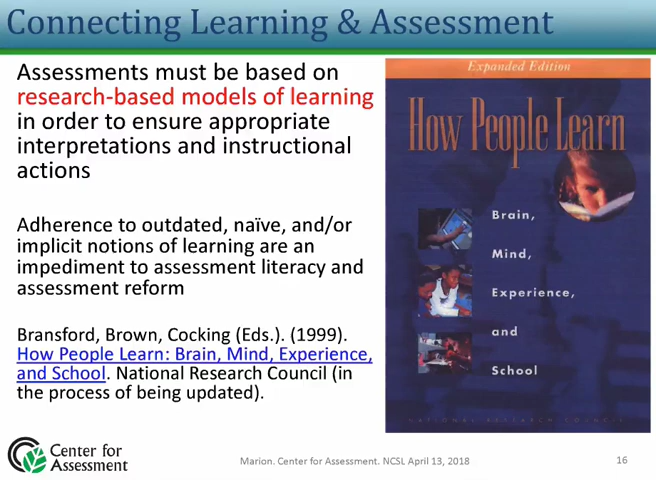 Connecting Learning & Assessment
Assessments must be based on
research-based models of learning
in order to ensure appropriate
interpretations and instructional
actions
Adherence to outdated, naïve, and/or
implicit notions of learning are an
impediment to assessment literacy and
assessment reform
Bransford, Brown, Cocking (Eds.). (1999).
How People Learn: Brain, Mind, Experience,
and School. National Research Council (in
the process of being updated).
Expanded Edition
How People Learn
Brain,
Mind,
Experience,
and
School
NATIONAL RESEARCH COUNCIL
Center for
Assessment
Marion. Center for Assessment. NCSL April 13, 2018
16